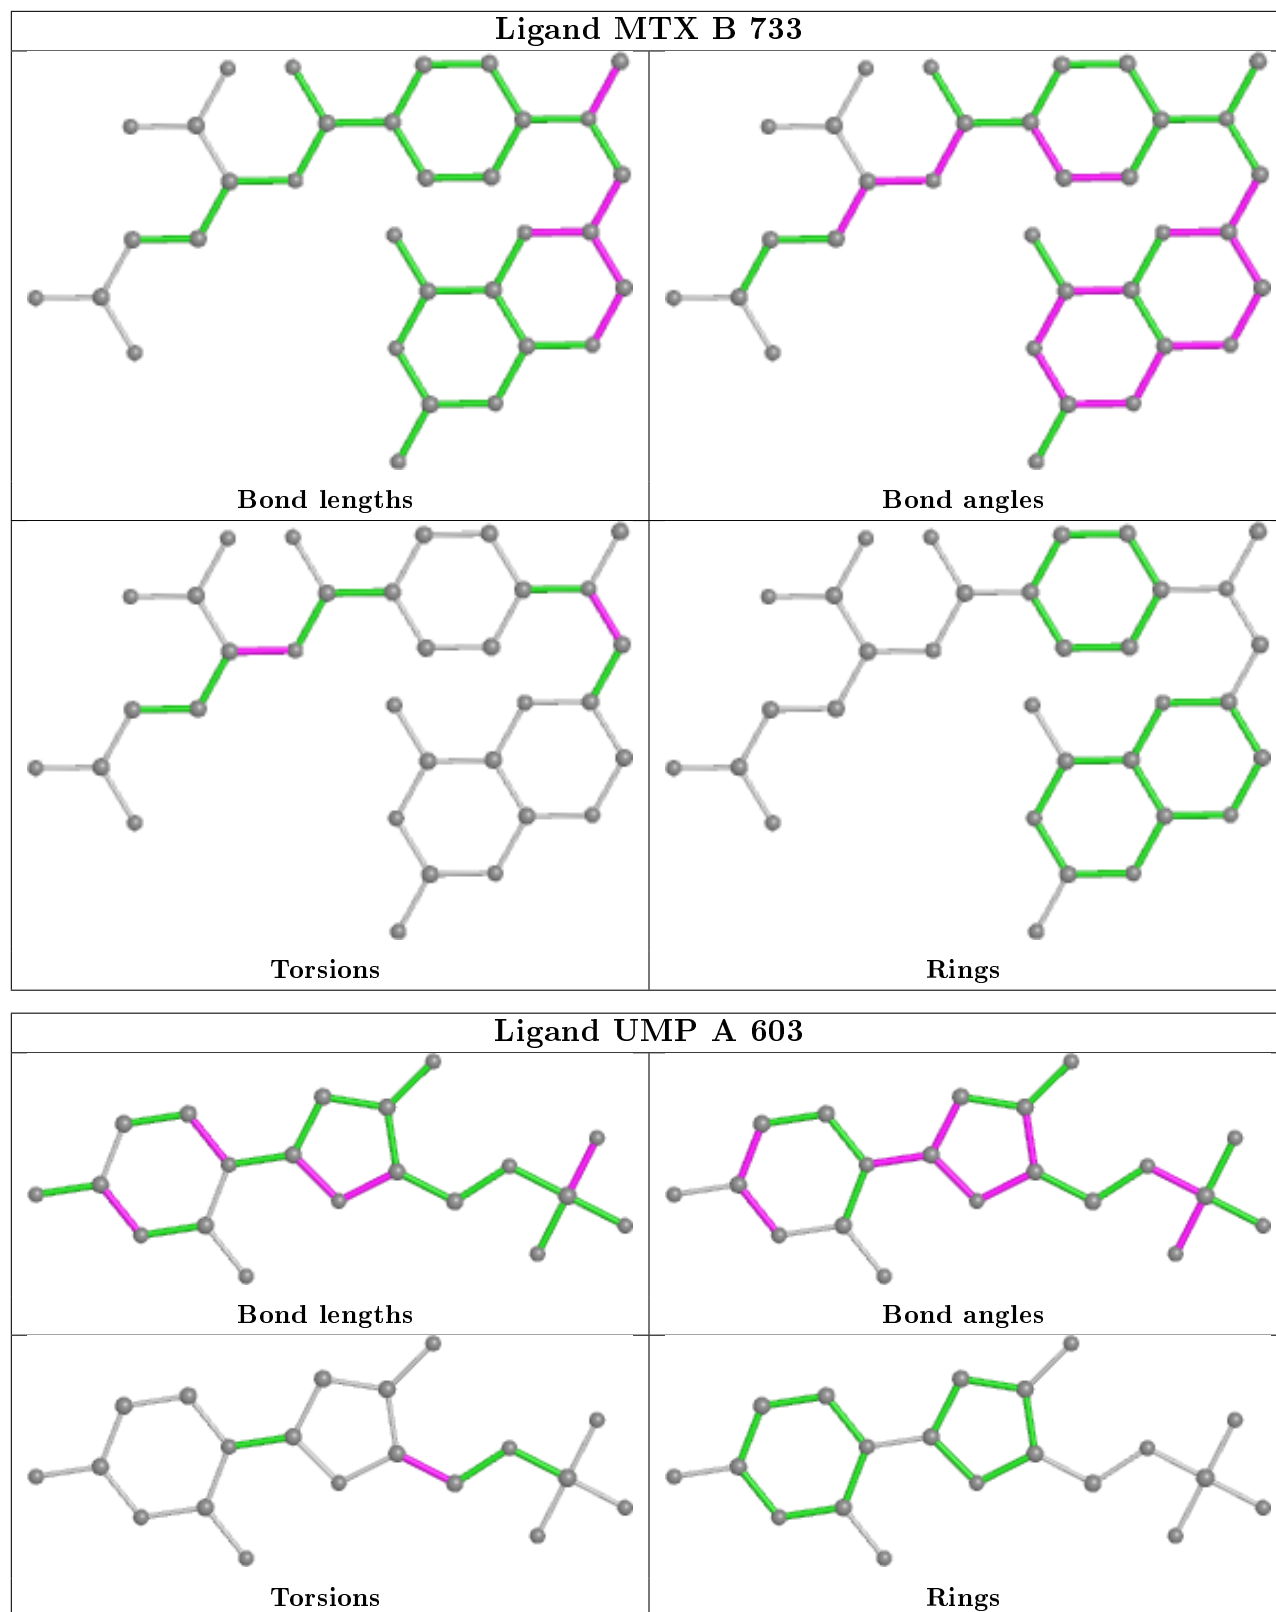 Ligand MTX B 733
Bond lengths
Bond angles
Torsions
Rings
Ligand UMP A 603
Bond lengths
Bond angles
Torsions
Rings